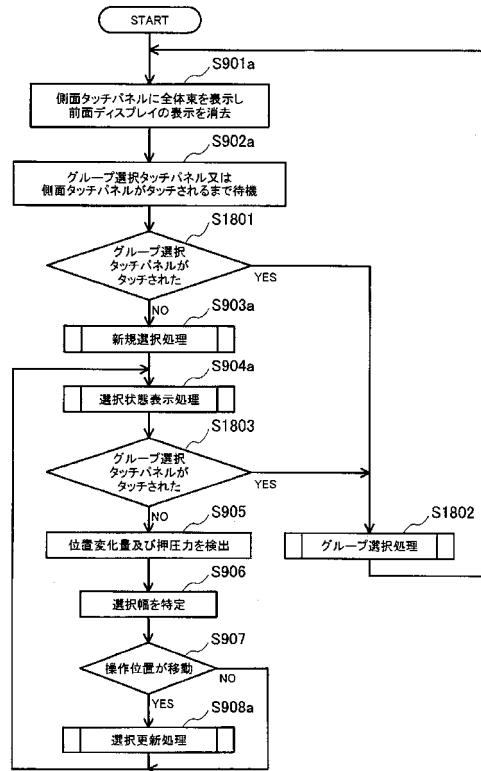 START
S901a
側面タッチパネルに全体束を表示し
前面ディスプレイの表示を消去
S902a
グループ選択タッチパネル又は
側面タッチパネルがタッチされるまで待機
S1801
グループ選択
タッチパネルが
タッチされた
YES
NO
S903a
新規選択処理
S904a
選択状態表示処理
S1803
グループ選択
タッチパネルが
タッチされた
YES
NO
S1802
グループ選択処理
S905
位置変化量及び押圧力を検出
S906
選択幅を特定
S907
操作位置が移動
NO
YES
S908a
選択更新処理